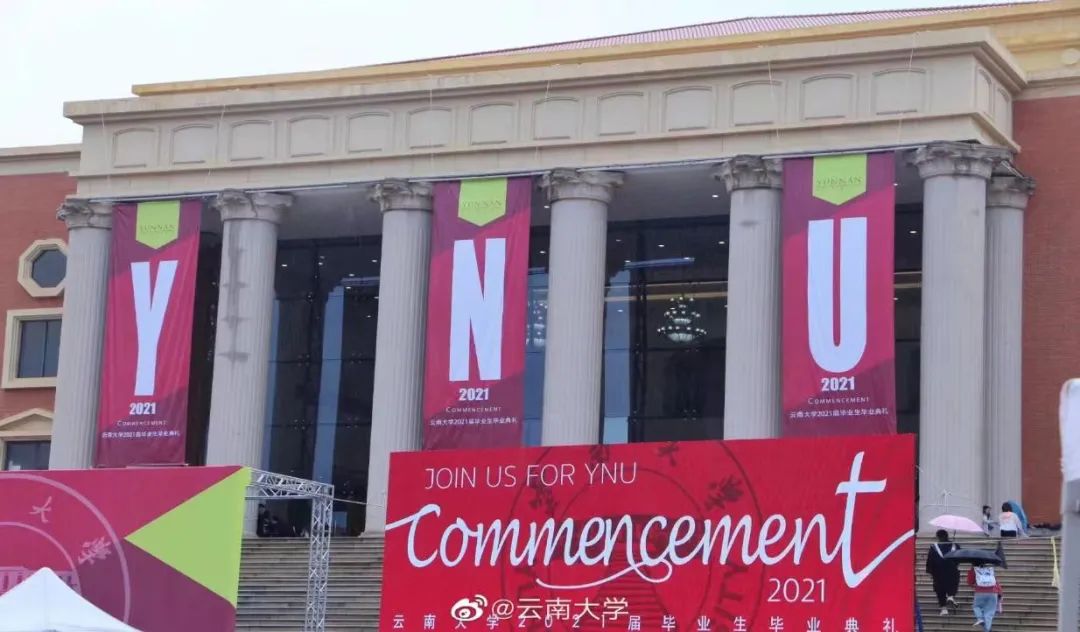 YUNNAN
Y
2021
COMMENCEMENT
云南大学2021届毕业生毕业典礼
YUNNAN
N
2021
COMMENCEMENT
云南大学2021届毕业生毕业典礼
YUNNAN
U
2021
COMMENCEMENT
云南大学2021届毕业生毕业典礼
JOIN US FOR YNU
Commencement
2021
云南大学2021届毕业生毕业典礼
@云南大学